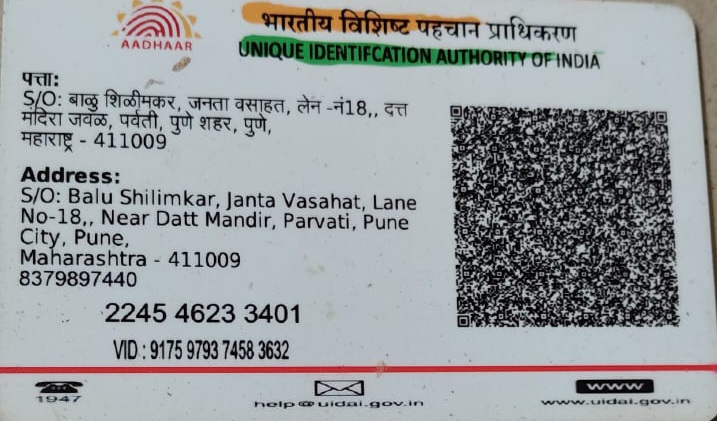 AADHAAR
भारतीय विशिष्ट पहचान प्राधिकरण
UNIQUE IDENTIFCATION AUTHORITY OF INDIA
पत्ता:
S/O: बाळु शिळीमकर, जनता वसाहत, लेन -नं18,, दत्त
मंदिरा जवळ, पर्वती, पुणे शहर, पुणे,
महाराष्ट्र - 411009
Address:
S/O: Balu Shilimkar, Janta Vasahat, Lane
No-18,, Near Datt Mandir, Parvati, Pune
City, Pune,
Maharashtra - 411009
8379897440
2245 4623 3401
VID : 9175 9793 7458 3632
1947
help@uidai.gov.in
www
www.uidai.gov.in